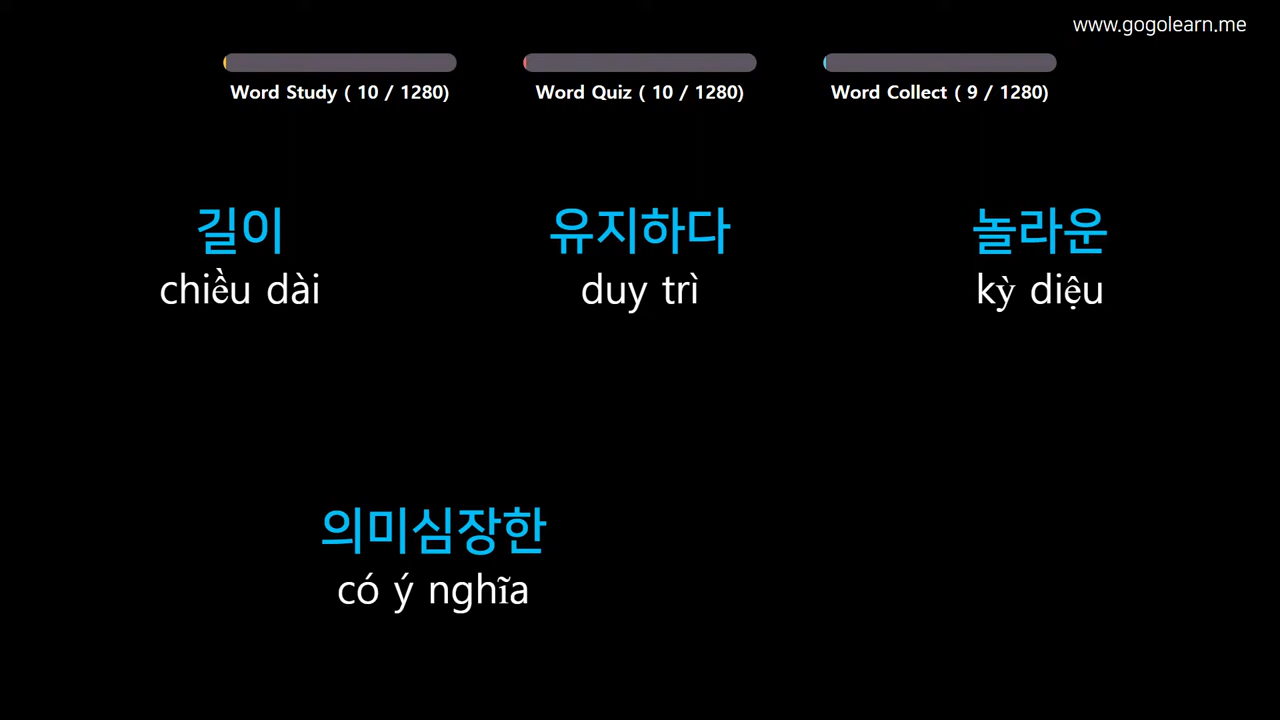 www.gogolearn.me
Word Study ( 10 / 1280)
Word Quiz ( 10 / 1280)
Word Collect ( 9 / 1280)
길이
chiều dài
유지하다
duy trì
놀라운
kỳ diệu
의미심장한
có ý nghĩa